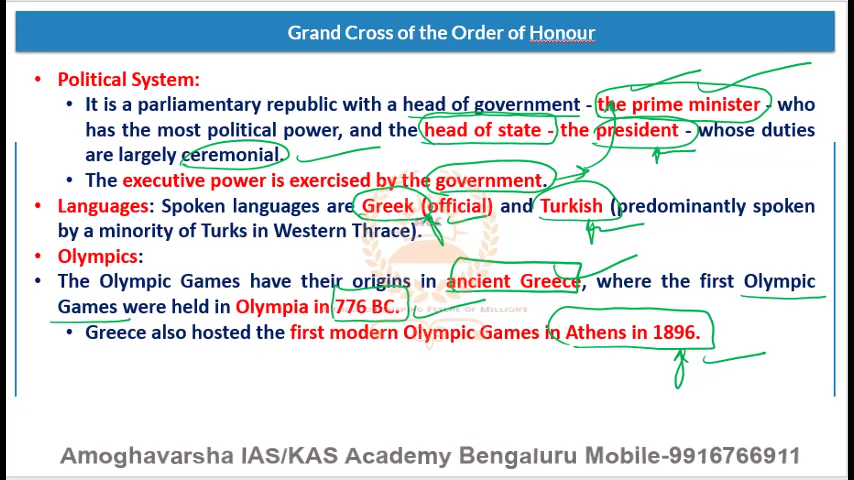 Grand Cross of the Order of Honour
• Political System:
• It is a parliamentary republic with a head of government - the prime minister - who
has the most political power, and the head of state - the president - whose duties
are largely ceremonial.
• The executive power is exercised by the government.
• Languages: Spoken languages are Greek (official) and Turkish (predominantly spoken
by a minority of Turks in Western Thrace).
• Olympics:
• The Olympic Games have their origins in ancient Greece, where the first Olympic
Games were held in Olympia in 776 BC.
• Greece also hosted the first modern Olympic Games in Athens in 1896.
Amoghavarsha IAS/KAS Academy Bengaluru Mobile-9916766911